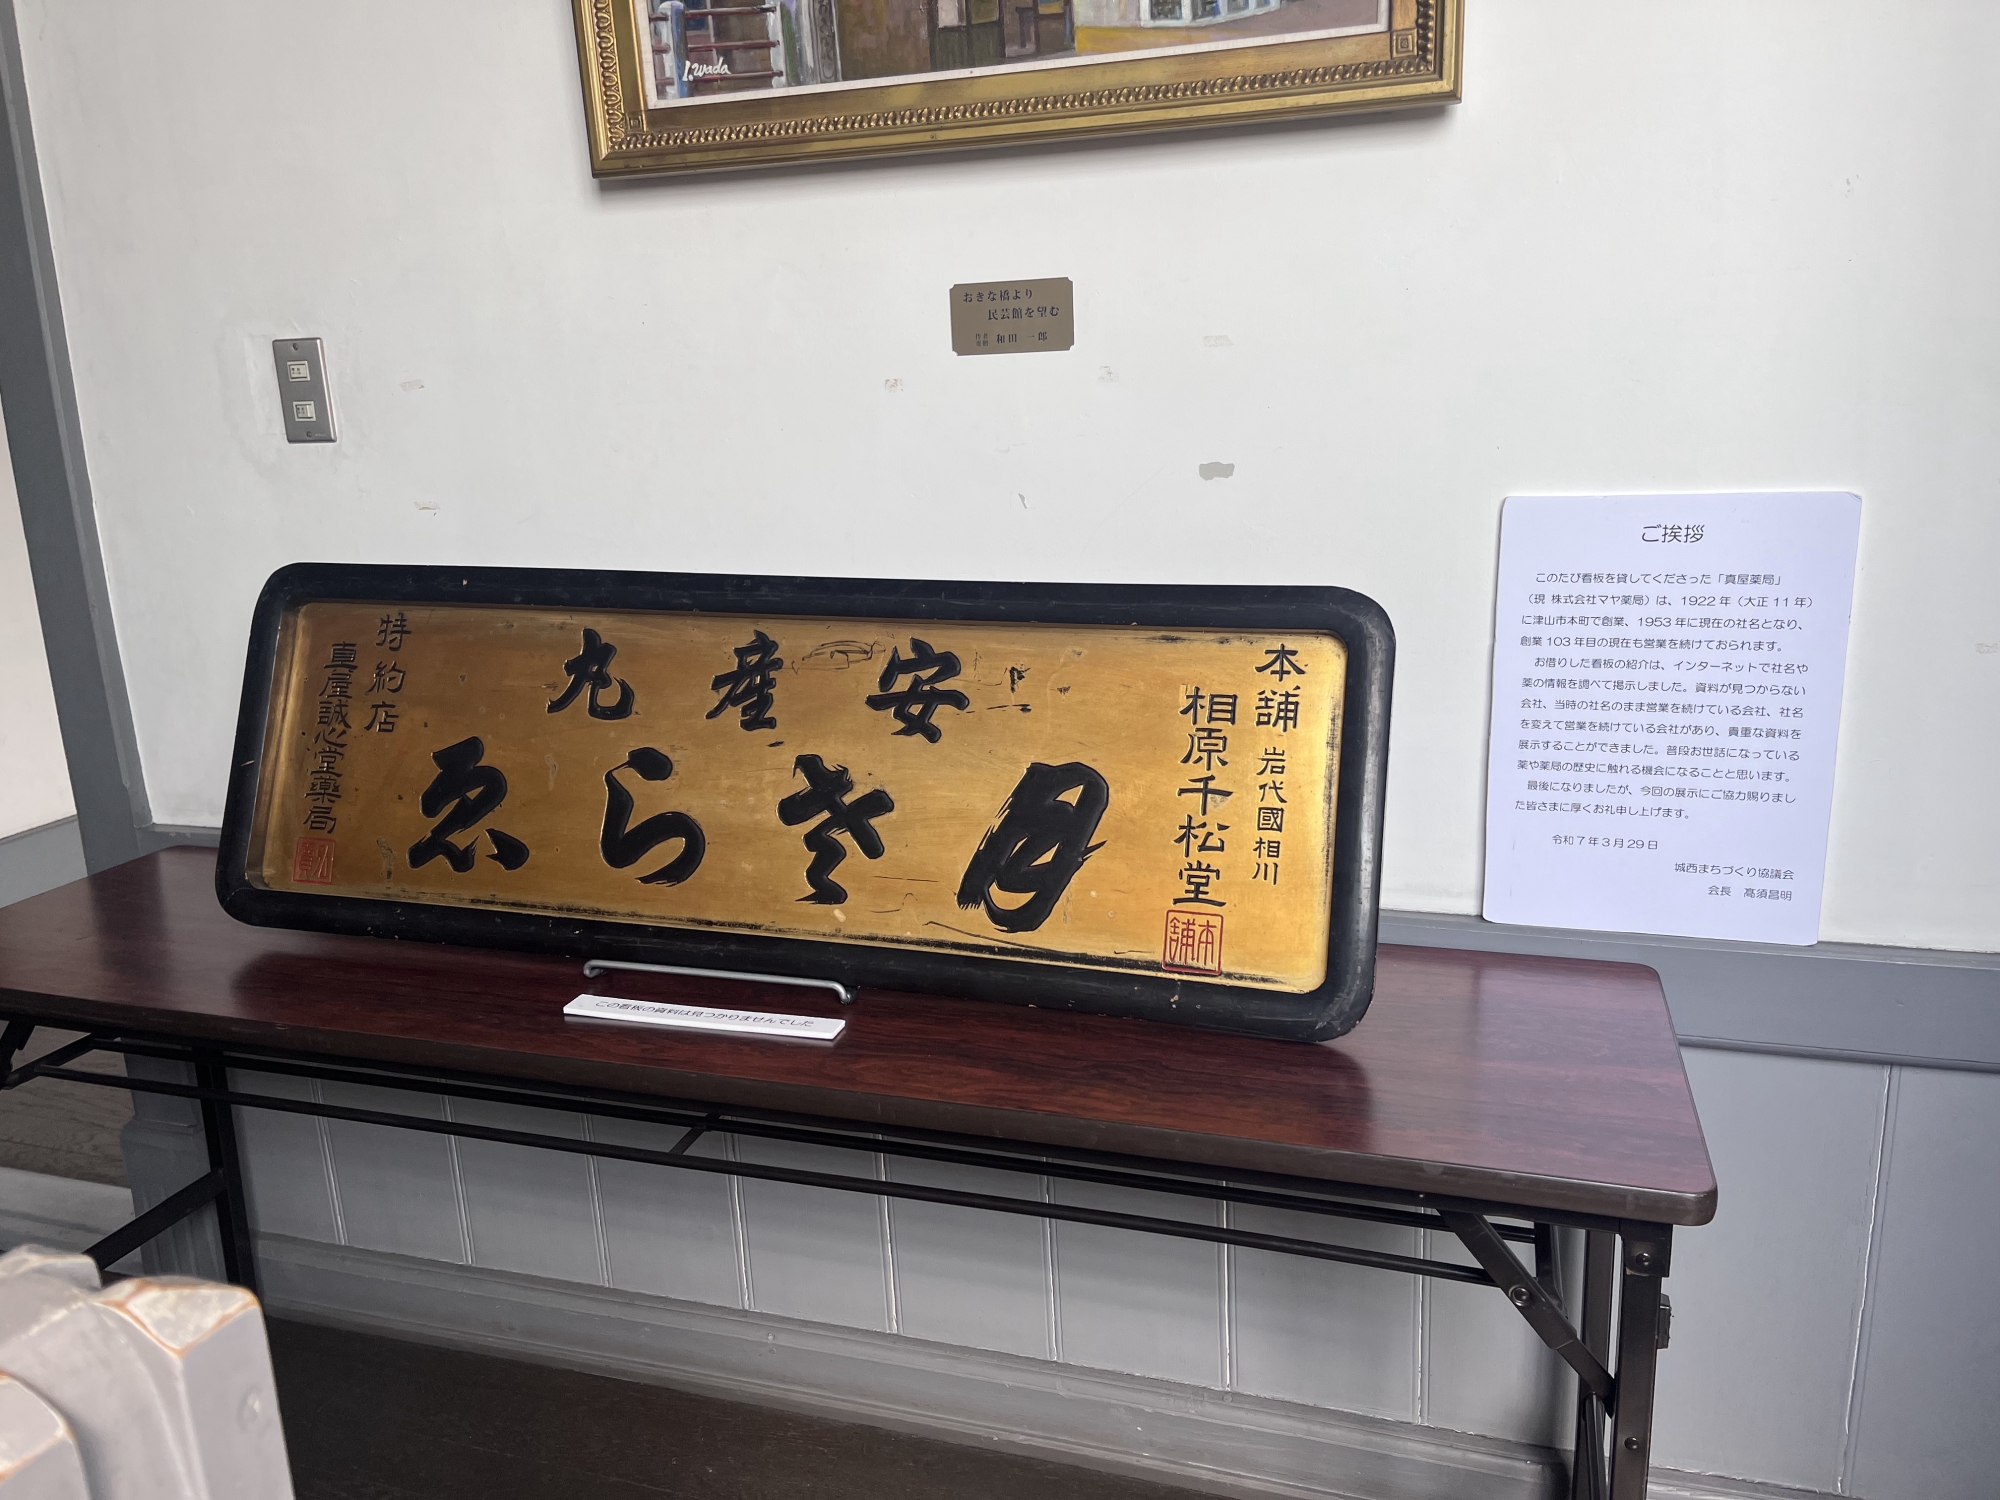 I.Wada
おきな橋より
民芸館を望む
和田 一郎
安産丸
月さらゑ
本舗 岩代國相川
相原千松堂
本舗
特約店
真屋誠心堂薬局
この看板の資料は見つかりませんでした
ご挨拶
このたび看板を貸してくださった「真屋薬局」
（現 株式会社マヤ薬局）は、1922年（大正11年）
に津山市本町で創業、1953年に現在の社名となり、
創業103年目の現在も営業を続けておられます。
お借りした看板の紹介は、インターネットで社名や
薬の情報を調べて掲示しました。資料が見つからない
会社、当時の社名のまま営業を続けている会社、社名
を変えて営業を続けている会社があり、貴重な資料を
展示することができました。普段お世話になっている
薬や薬局の歴史に触れる機会になることと思います。
最後になりましたが、今回の展示にご協力賜りまし
た皆さまに厚くお礼申し上げます。
令和7年3月29日
城西まちづくり協議会
会長 高須昌明